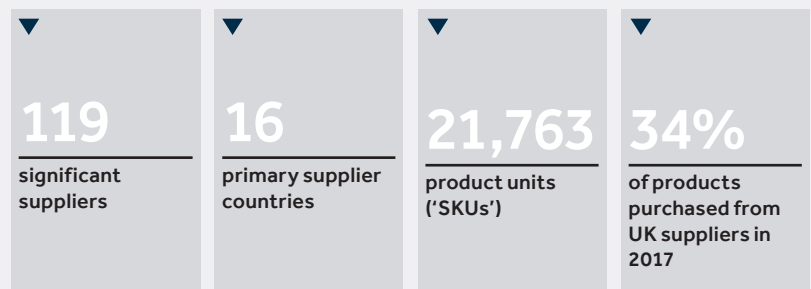 119
significant
suppliers
16
primary supplier
countries
21,763
product units
(‘SKUs’)
34%
of products
purchased from
UK suppliers in
2017